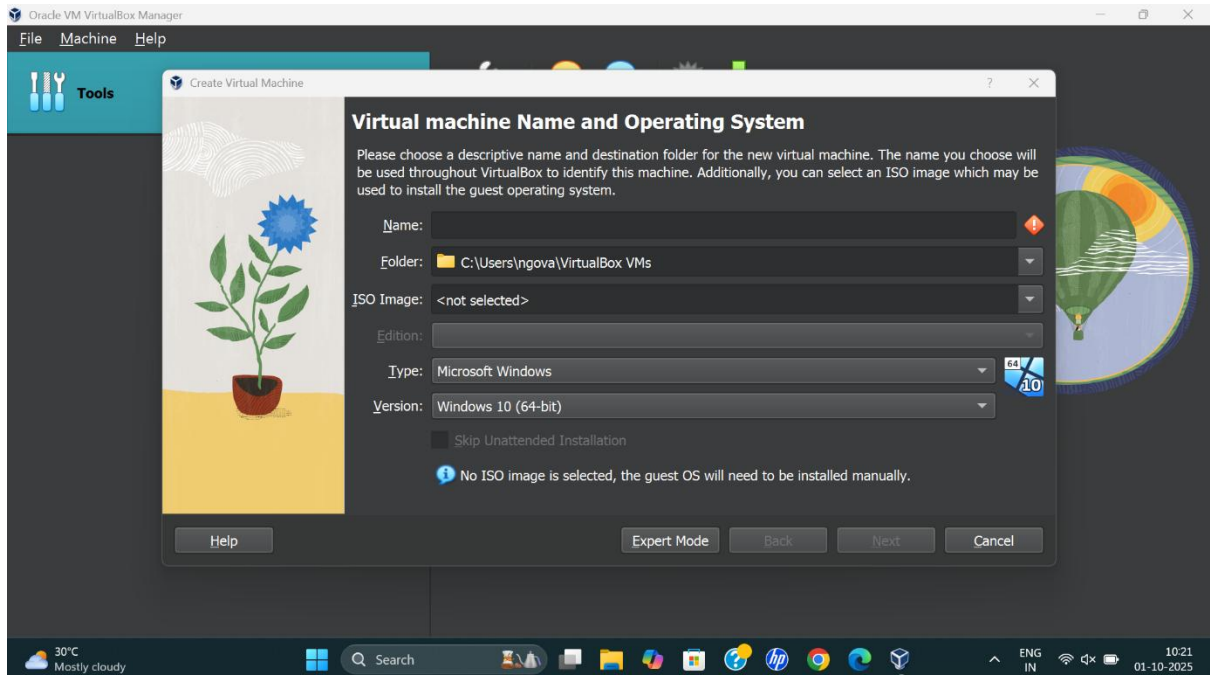 Oracle VM VirtualBox Manager
File Machine Help
Tools
Create Virtual Machine
?
Virtual machine Name and Operating System
Please choose a descriptive name and destination folder for the new virtual machine. The name you choose will
be used throughout VirtualBox to identify this machine. Additionally, you can select an ISO image which may be
used to install the guest operating system.
Name:
Folder: C:\Users\ngova\VirtualBox VMs
ISO Image: <not selected>
Edition:
Type: Microsoft Windows
64
10
Version: Windows 10 (64-bit)
Skip Unattended Installation
No ISO image is selected, the guest OS will need to be installed manually.
Help Expert Mode Back Next Cancel
30°C
Mostly cloudy
Search
hp
ENG
IN
10:21
01-10-2025